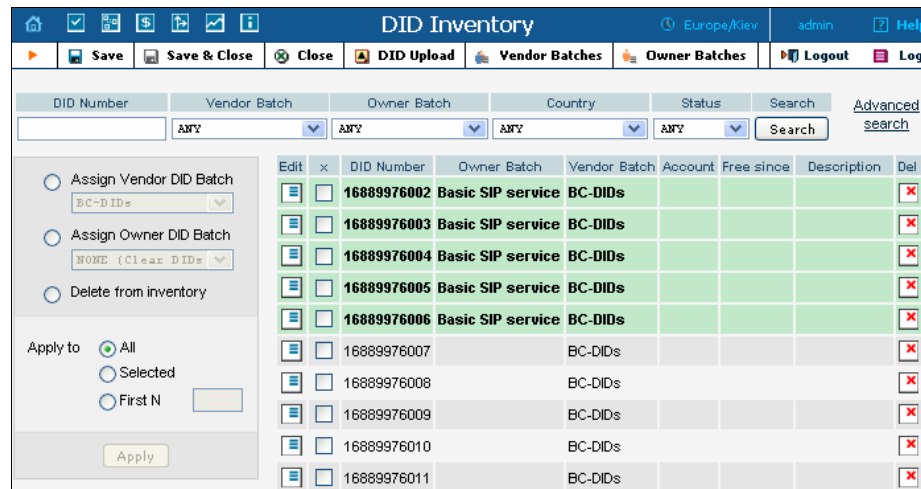 DID Inventory Europe/Kiev admin Help
Save Save & Close Close DID Upload Vendor Batches Owner Batches Logout Log
DID Number Vendor Batch Owner Batch Country Status Search Advanced search
ANY ANY ANY ANY Search
Assign Vendor DID Batch
BC-DIDs
Assign Owner DID Batch
NONE (Clear DIDs
Delete from inventory
Apply to All
Selected
First N
Apply
Edit x DID Number Owner Batch Vendor Batch Account Free since Description Del
16889976002 Basic SIP service BC-DIDs
16889976003 Basic SIP service BC-DIDs
16889976004 Basic SIP service BC-DIDs
16889976005 Basic SIP service BC-DIDs
16889976006 Basic SIP service BC-DIDs
16889976007 BC-DIDs
16889976008 BC-DIDs
16889976009 BC-DIDs
16889976010 BC-DIDs
16889976011 BC-DIDs